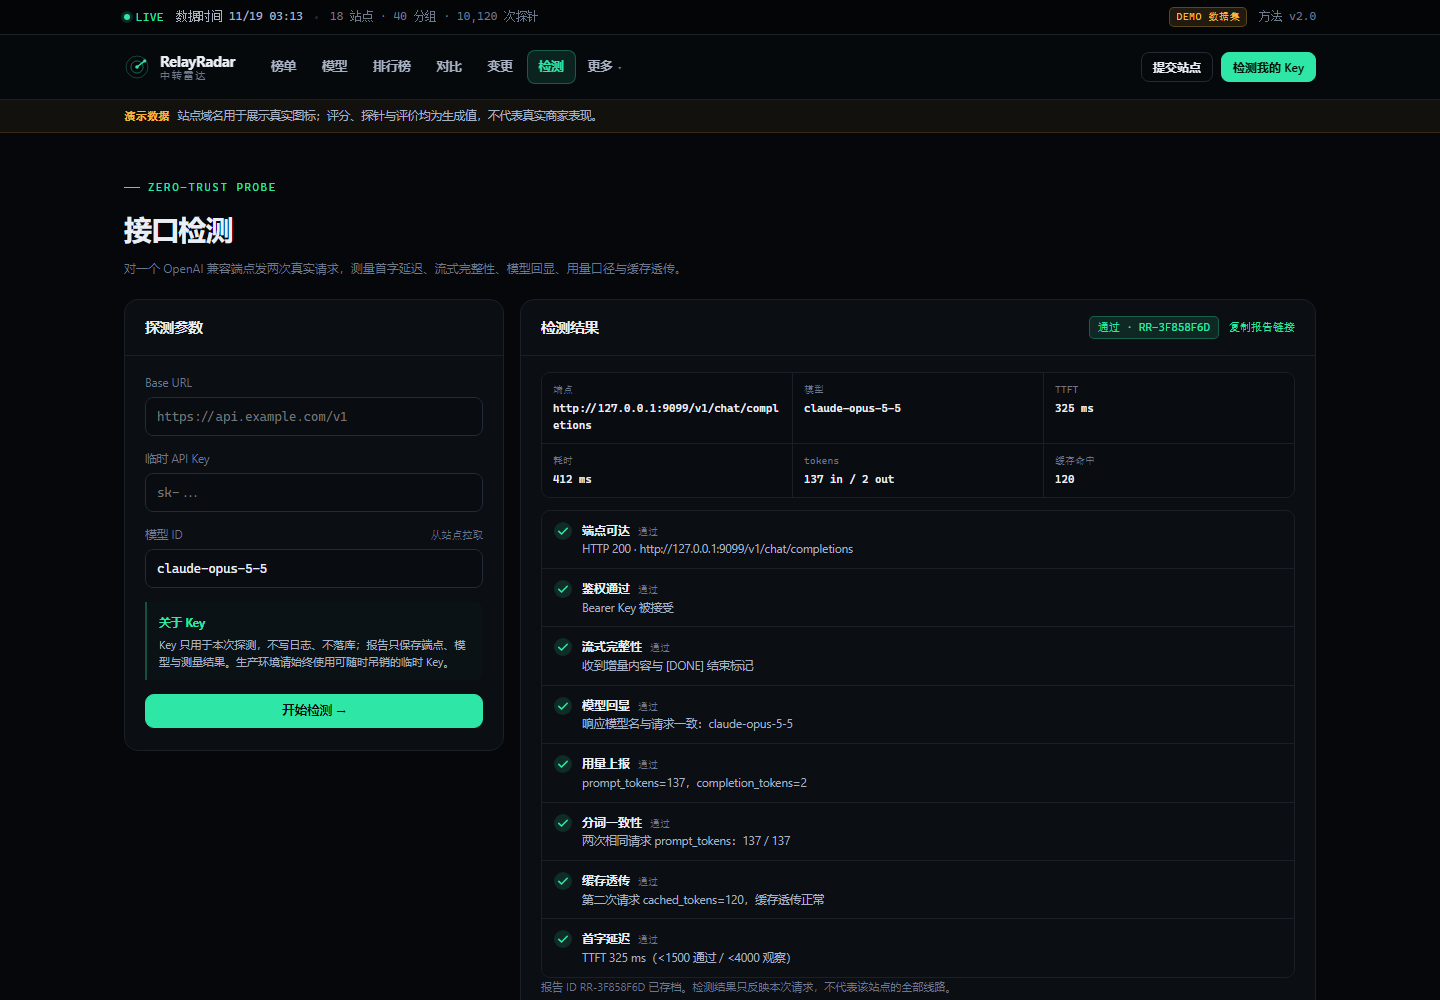 LIVE 数据时间 11/19 03:13 · 18 站点 · 40 分组 · 10,120 次探针
DEMO 数据集 方法 v2.0
RelayRadar
中转雷达
榜单 模型 排行榜 对比 变更 检测 更多
提交站点 检测我的 Key
演示数据 站点域名用于展示真实图标；评分、探针与评价均为生成值，不代表真实商家表现。
ZERO-TRUST PROBE
接口检测
对一个 OpenAI 兼容端点发两次真实请求，测量首字延迟、流式完整性、模型回显、用量口径与缓存透传。
探测参数
Base URL
https://api.example.com/v1
临时 API Key
sk-...
模型 ID 从站点拉取
claude-opus-5-5
关于 Key
Key 只用于本次探测，不写日志、不落库；报告只保存端点、模
型与测量结果。生产环境请始终使用可随时吊销的临时 Key。
开始检测 →
检测结果
通过 · RR-3F858F6D 复制报告链接
端点
http://127.0.0.1:9099/v1/chat/compl
etions
模型
claude-opus-5-5
TTFT
325 ms
耗时
412 ms
tokens
137 in / 2 out
缓存命中
120
端点可达 通过
HTTP 200 · http://127.0.0.1:9099/v1/chat/completions
鉴权通过 通过
Bearer Key 被接受
流式完整性 通过
收到增量内容与 [DONE] 结束标记
模型回显 通过
响应模型名与请求一致：claude-opus-5-5
用量上报 通过
prompt_tokens=137，completion_tokens=2
分词一致性 通过
两次相同请求 prompt_tokens：137 / 137
缓存透传 通过
第二次请求 cached_tokens=120，缓存透传正常
首字延迟 通过
TTFT 325 ms（<1500 通过 / <4000 观察）
报告 ID RR-3F858F6D 已存档。检测结果只反映本次请求，不代表该站点的全部线路。